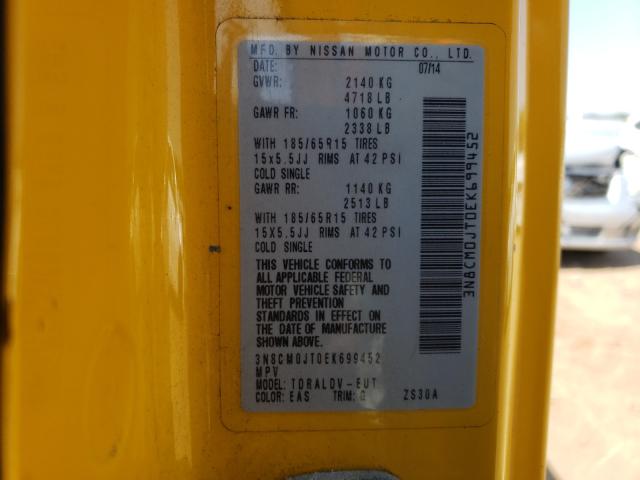 MFD. BY NISSAN MOTOR CO., LTD.
DATE: 07/14
GVWR: 2140 KG
4718 LB
GAWR FR: 1060 KG
2338 LB
WITH 185/65R15 TIRES
15x5.5JJ RIMS AT 42 PSI
COLD SINGLE
GAWR RR: 1140 KG
2513 LB
WITH 185/65R15 TIRES
15X5.5JJ RIMS AT 42 PSI
COLD SINGLE
THIS VEHICLE CONFORMS TO
ALL APPLICABLE FEDERAL
MOTOR VEHICLE SAFETY AND
THEFT PREVENTION
STANDARDS IN EFFECT ON
THE DATE OF MANUFACTURE
SHOWN ABOVE.
3N8CM0JT0EK699452
MPV
MODEL: TDRALDV-EUT
COLOR: EAS TRIM: G ZS30A
3N8CM0JT0EK699452